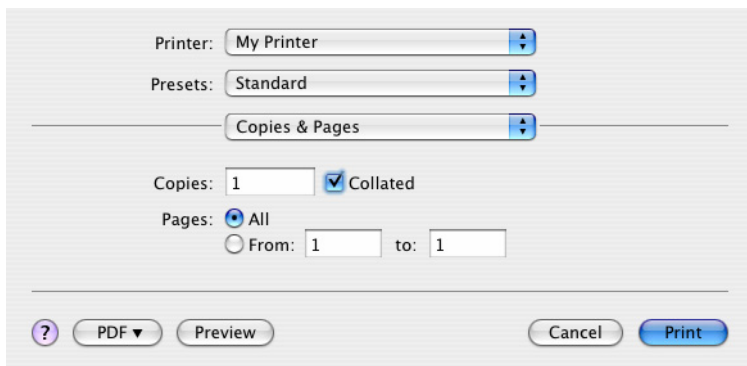 Printer: My Printer
Presets: Standard
Copies & Pages
Copies: 1 Collated
Pages: All
From: 1 to: 1
? PDF ▼ Preview Cancel Print